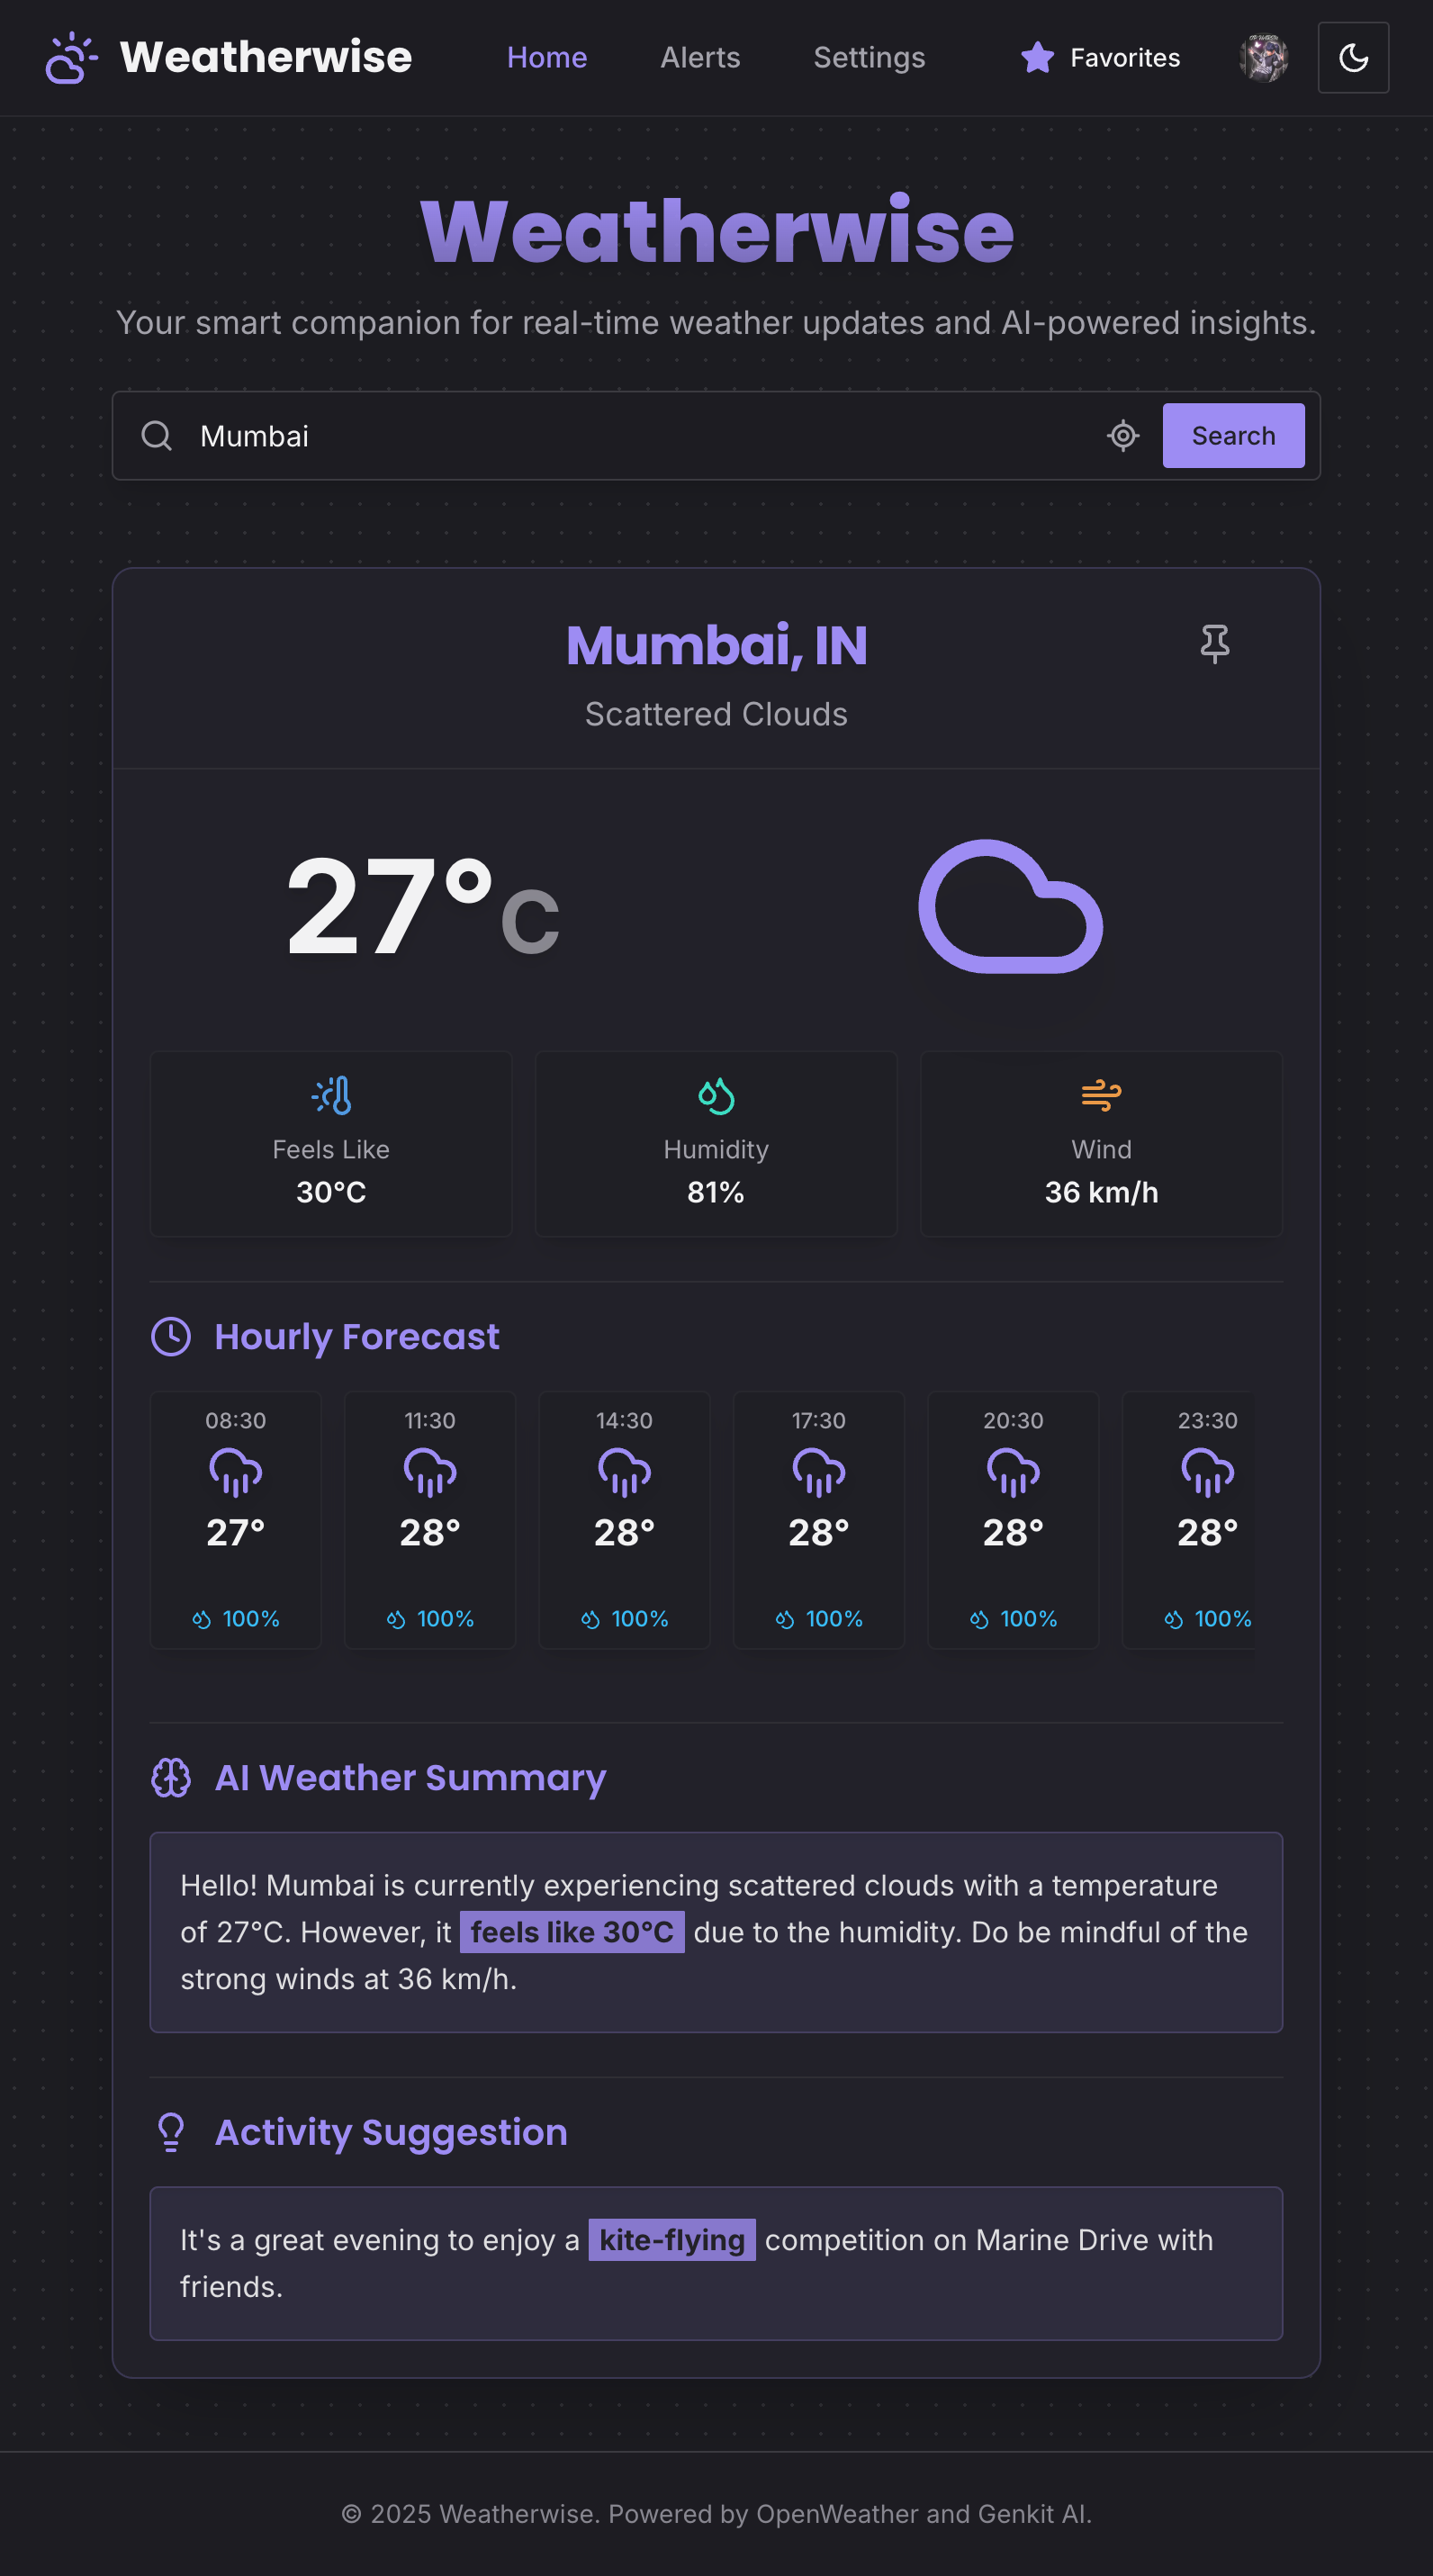 Weatherwise
Home
Alerts
Settings
Favorites
Weatherwise
Your smart companion for real-time weather updates and AI-powered insights.
Mumbai
Search
Mumbai, IN
Scattered Clouds
27°C
Feels Like
30°C
Humidity
81%
Wind
36 km/h
Hourly Forecast
08:30
27°
100%
11:30
28°
100%
14:30
28°
100%
17:30
28°
100%
20:30
28°
100%
23:30
28°
100%
AI Weather Summary
Hello! Mumbai is currently experiencing scattered clouds with a temperature
of 27°C. However, it feels like 30°C due to the humidity. Do be mindful of the
strong winds at 36 km/h.
Activity Suggestion
It's a great evening to enjoy a kite-flying competition on Marine Drive with
friends.
© 2025 Weatherwise. Powered by OpenWeather and Genkit AI.